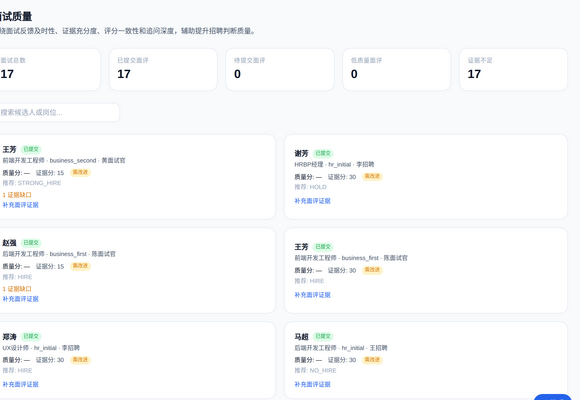 面试质量
绕面试反馈及时性、证据充分度、评分一致性和追问深度，辅助提升招聘判断质量。
面试总数
17
已提交面评
17
待提交面评
0
低质量面评
0
证据不足
17
搜索候选人或岗位...
王芳 已提交
前端开发工程师 · business_second · 黄面试官
质量分: — 证据分: 15 需改进
推荐: STRONG_HIRE
1 证据缺口
补充面评证据
谢芳 已提交
HRBP经理 · hr_initial · 李招聘
质量分: — 证据分: 30 需改进
推荐: HOLD
补充面评证据
赵强 已提交
后端开发工程师 · business_first · 陈面试官
质量分: — 证据分: 15 需改进
推荐: HIRE
1 证据缺口
补充面评证据
王芳 已提交
前端开发工程师 · business_first · 陈面试官
质量分: — 证据分: 30 需改进
推荐: HIRE
补充面评证据
郑涛 已提交
UX设计师 · hr_initial · 李招聘
质量分: — 证据分: 30 需改进
推荐: HIRE
补充面评证据
马超 已提交
后端开发工程师 · hr_initial · 王招聘
质量分: — 证据分: 30 需改进
推荐: NO_HIRE
补充面评证据